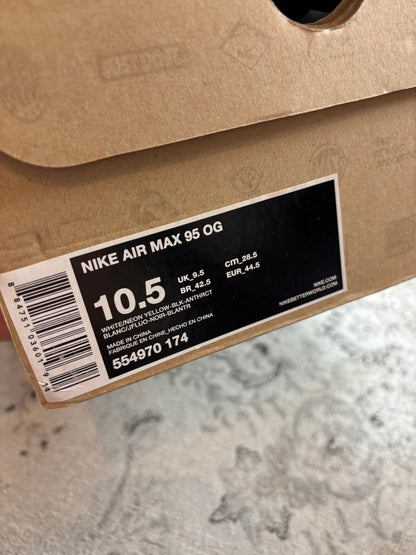 NIKE AIR MAX 95 OG
10.5
UK_9.5
BR_42.5
cm_28.5
EUR_44.5
WHITE/NEON YELLOW-BLK-ANTHRCT
BLANC/JFLUO-NOIR-BLANTR
MADE IN CHINA
FABRIQUE EN CHINE_HECHO EN CHINA
554970 174
NIKE.COM
NIKEBETTERWORLD.COM